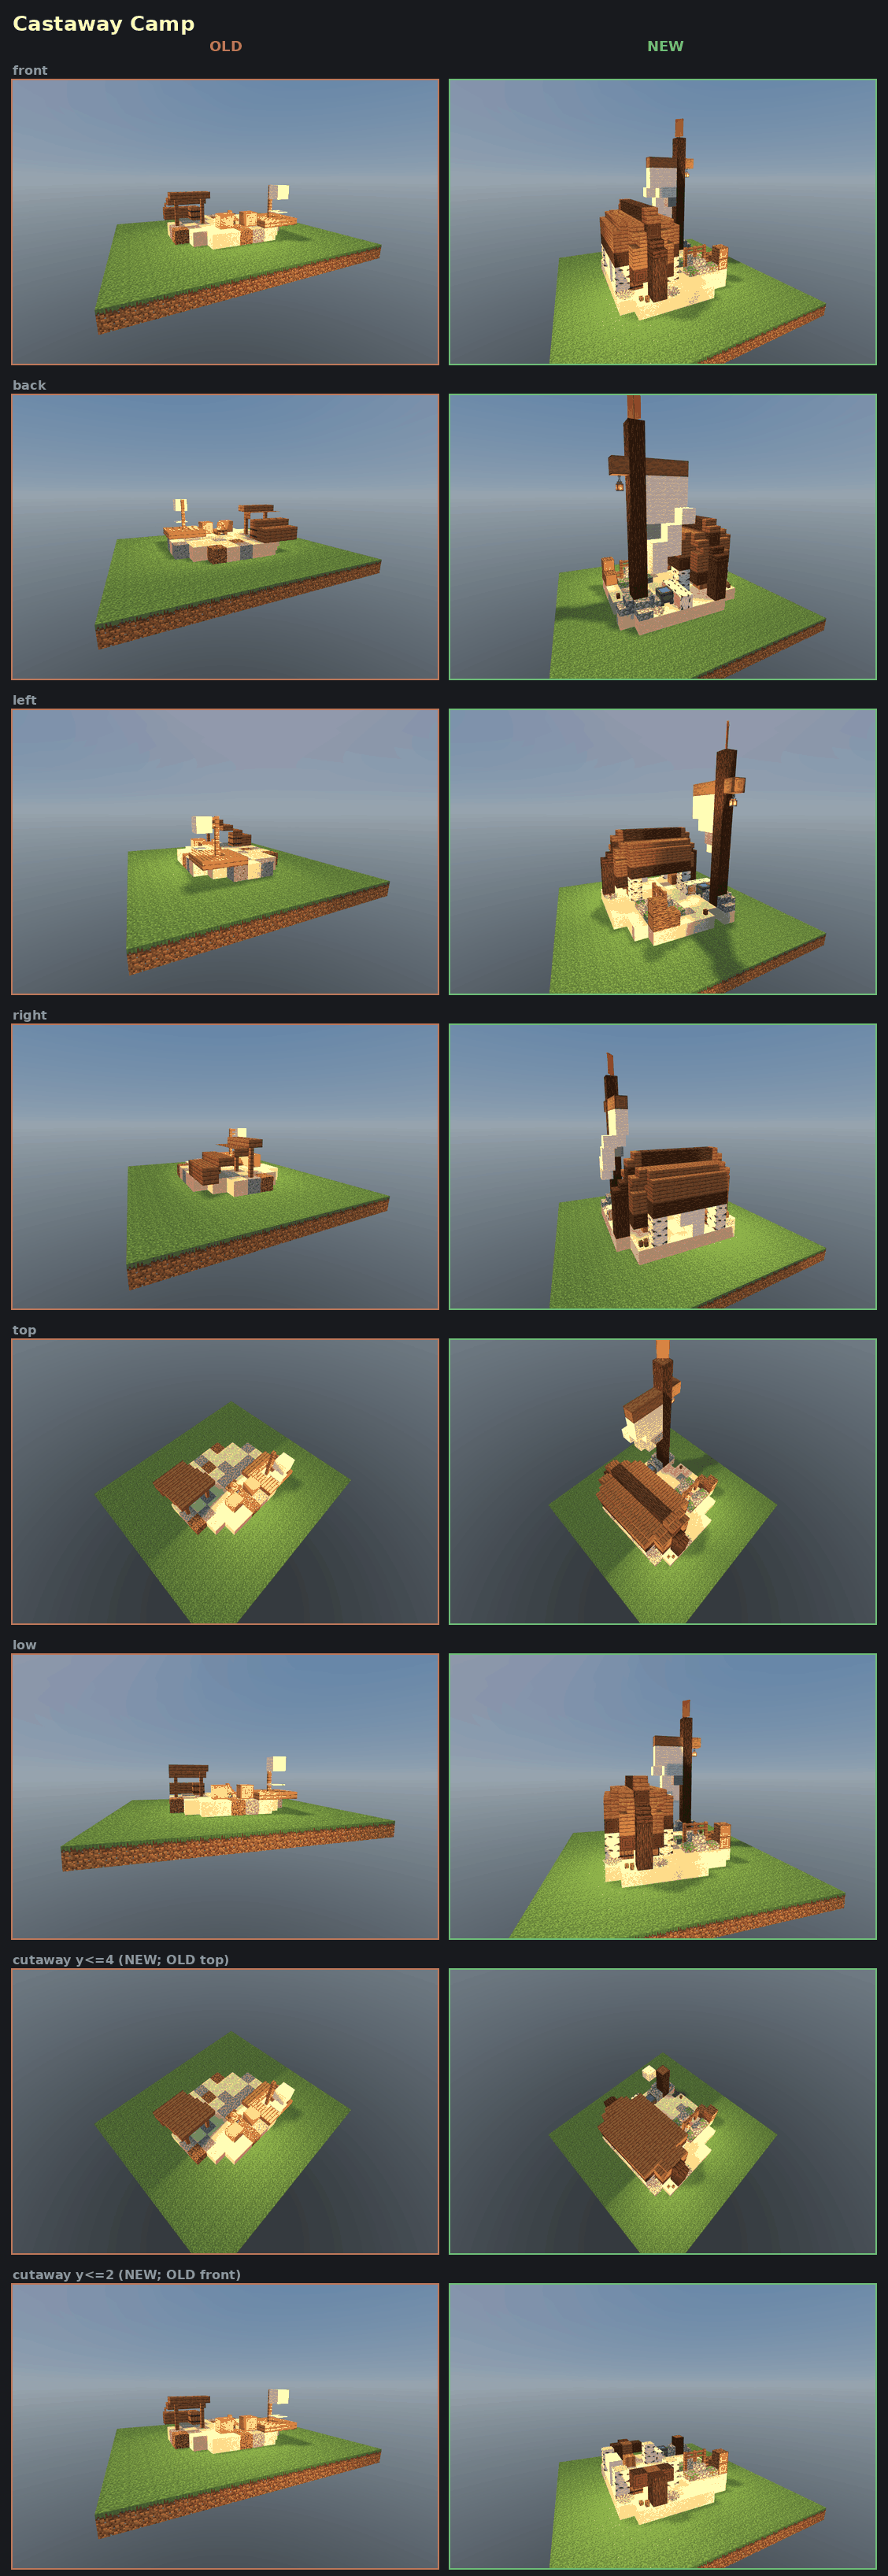 Castaway Camp
OLD NEW
front
back
left
right
top
low
cutaway y<=4 (NEW; OLD top)
cutaway y<=2 (NEW; OLD front)